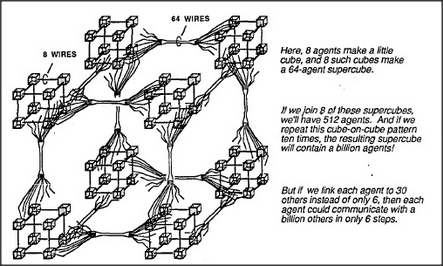 64 WIRES
8 WIRES
Here, 8 agents make a little
cube, and 8 such cubes make
a 64-agent supercube.
If we join 8 of these supercubes,
we'll have 512 agents. And if we
repeat this cube-on-cube pattern
ten times, the resulting supercube
will contain a billion agents!
But if we link each agent to 30
others instead of only 6, then each
agent could communicate with a
billion others in only 6 steps.